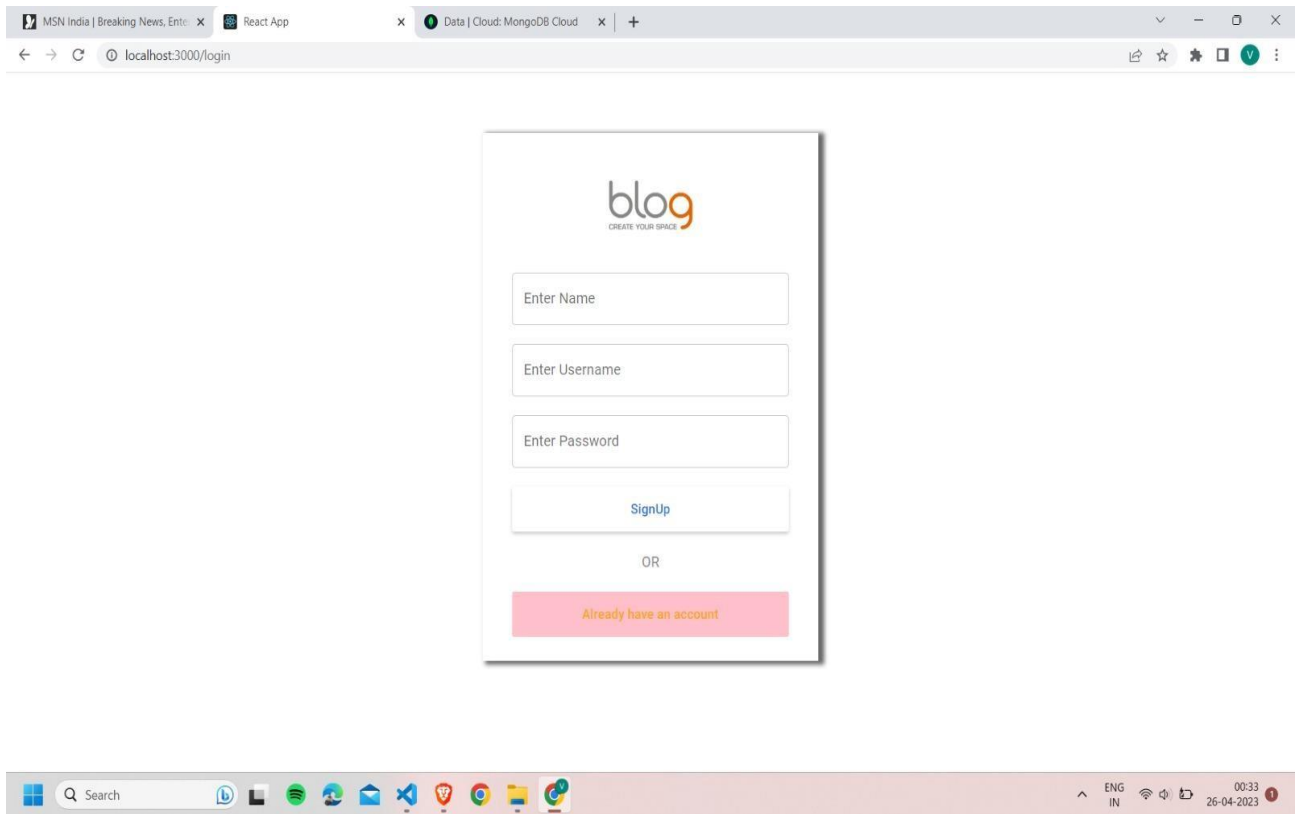 MSN India | Breaking News, Ente
React App
Data | Cloud: MongoDB Cloud
localhost:3000/login
V
blog
CREATE YOUR SPACE
Enter Name
Enter Username
Enter Password
SignUp
OR
Already have an account
Search
V
ENG
IN
00:33
26-04-2023
1